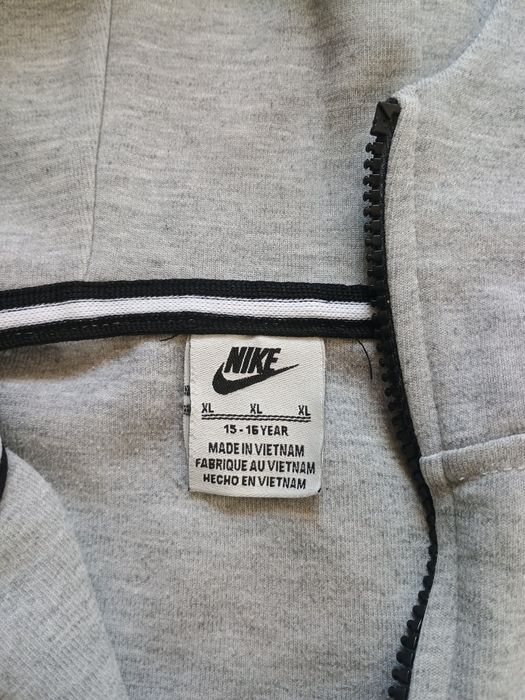 NIKE
XL XL XL
15-16 YEAR
MADE IN VIETNAM
FABRIQUE AU VIETNAM
HECHO EN VIETNAM